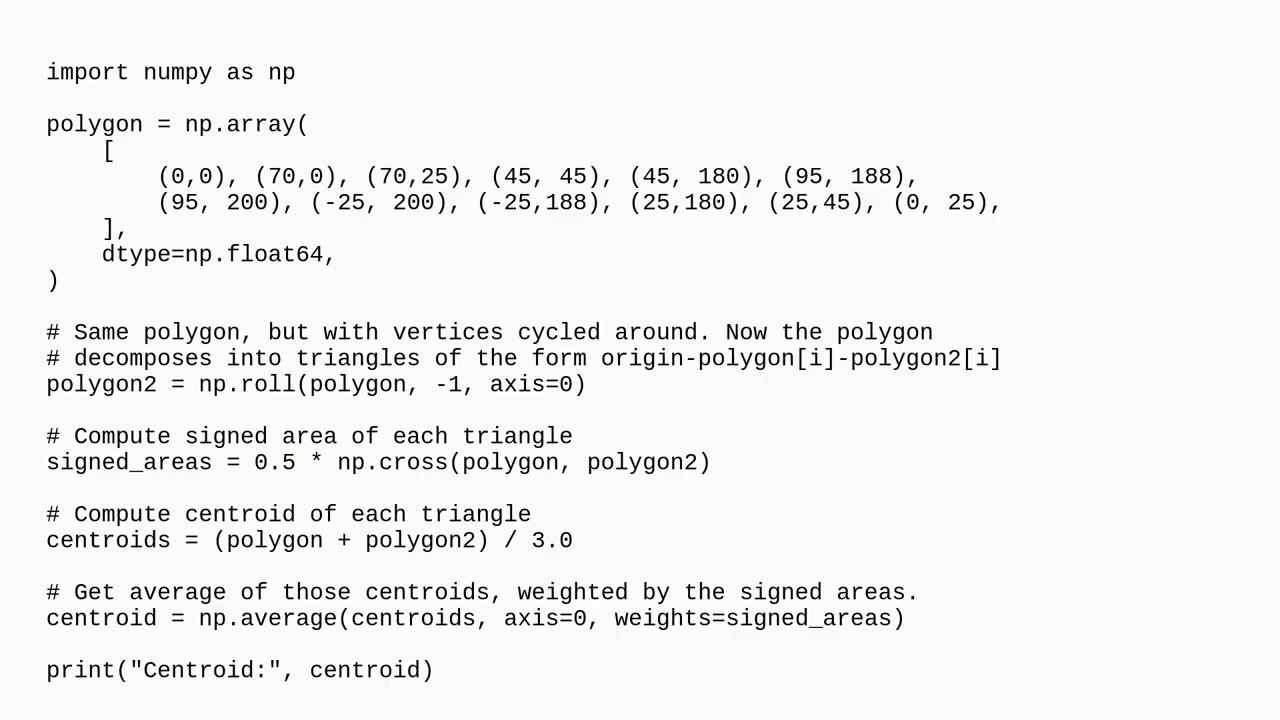 import numpy as np
polygon = np.array(
    [
        (0,0), (70,0), (70,25), (45, 45), (45, 180), (95, 188),
        (95, 200), (-25, 200), (-25,188), (25,180), (25,45), (0, 25),
    ],
    dtype=np.float64,
)
# Same polygon, but with vertices cycled around. Now the polygon
# decomposes into triangles of the form origin-polygon[i]-polygon2[i]
polygon2 = np.roll(polygon, -1, axis=0)
# Compute signed area of each triangle
signed_areas = 0.5 * np.cross(polygon, polygon2)
# Compute centroid of each triangle
centroids = (polygon + polygon2) / 3.0
# Get average of those centroids, weighted by the signed areas.
centroid = np.average(centroids, axis=0, weights=signed_areas)
print("Centroid:", centroid)